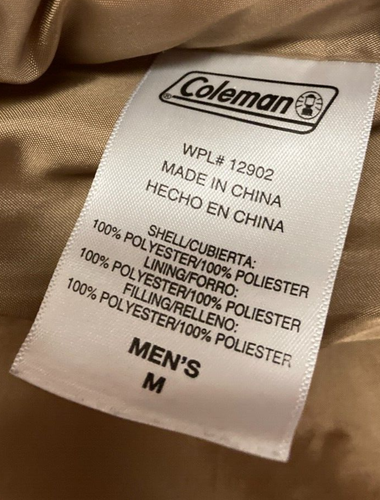 Coleman
WPL# 12902
MADE IN CHINA
HECHO EN CHINA
SHELL/CUBIERTA:
100% POLYESTER/100% POLIESTER
LINING/FORRO:
100% POLYESTER/100% POLIESTER
FILLING/RELLENO:
100% POLYESTER/100% POLIESTER
MEN'S
M